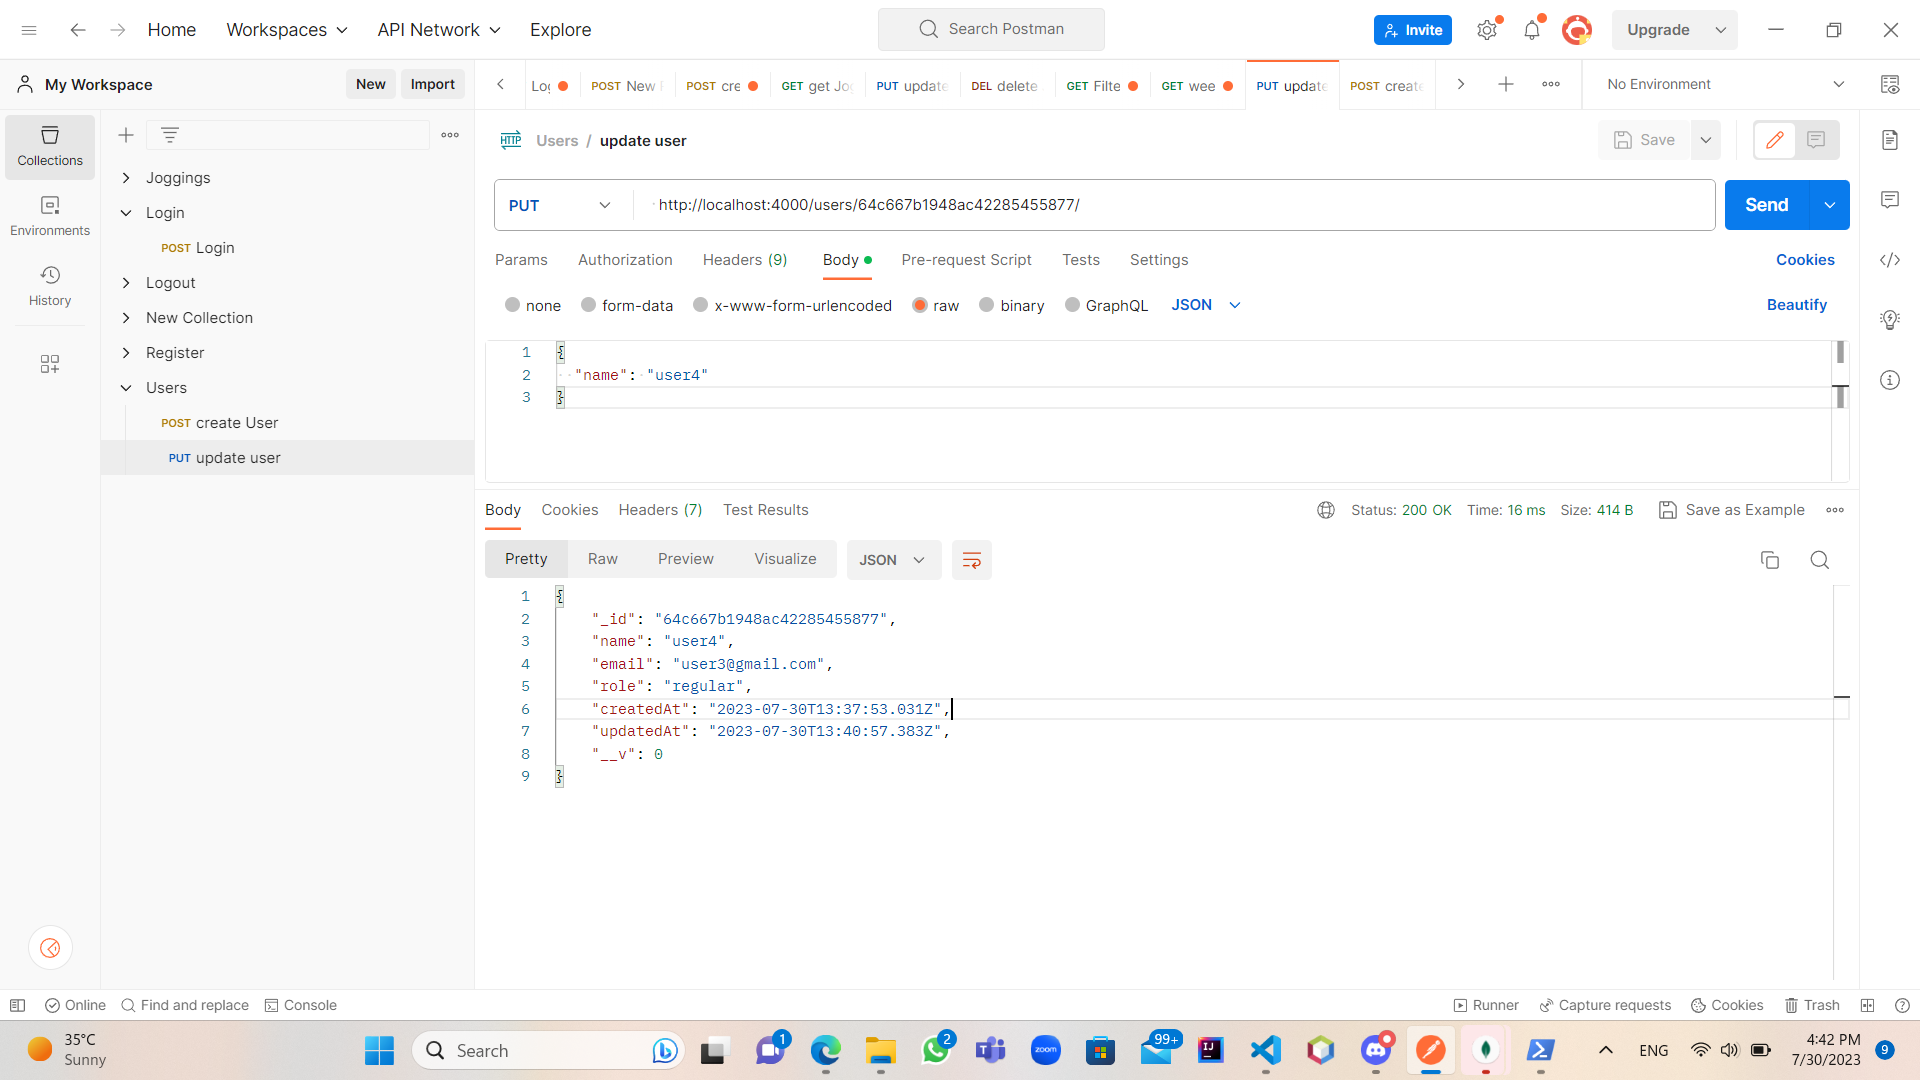 Home Workspaces API Network Explore Search Postman Invite Upgrade
My Workspace New Import
POST New POST cre GET get Jo PUT update DEL delete GET Filte GET wee PUT update POST create No Environment
Collections
Environments
History
Joggings
Login
POST Login
Logout
New Collection
Register
Users
POST create User
PUT update user
HTTP Users / update user Save
PUT http://localhost:4000/users/64c667b1948ac42285455877/ Send
Params Authorization Headers (9) Body Pre-request Script Tests Settings Cookies
none form-data x-www-form-urlencoded raw binary GraphQL JSON Beautify
1 {
2 "name": "user4"
3 }
Body Cookies Headers (7) Test Results Status: 200 OK Time: 16 ms Size: 414 B Save as Example
Pretty Raw Preview Visualize JSON
1 {
2 "_id": "64c667b1948ac42285455877",
3 "name": "user4",
4 "email": "user3@gmail.com",
5 "role": "regular",
6 "createdAt": "2023-07-30T13:37:53.031Z",
7 "updatedAt": "2023-07-30T13:40:57.383Z",
8 "__v": 0
9 }
Online Find and replace Console Runner Capture requests Cookies Trash
35°C
Sunny
Search 1 2 zoom 99+ IJ ENG
4:42 PM
7/30/2023 9